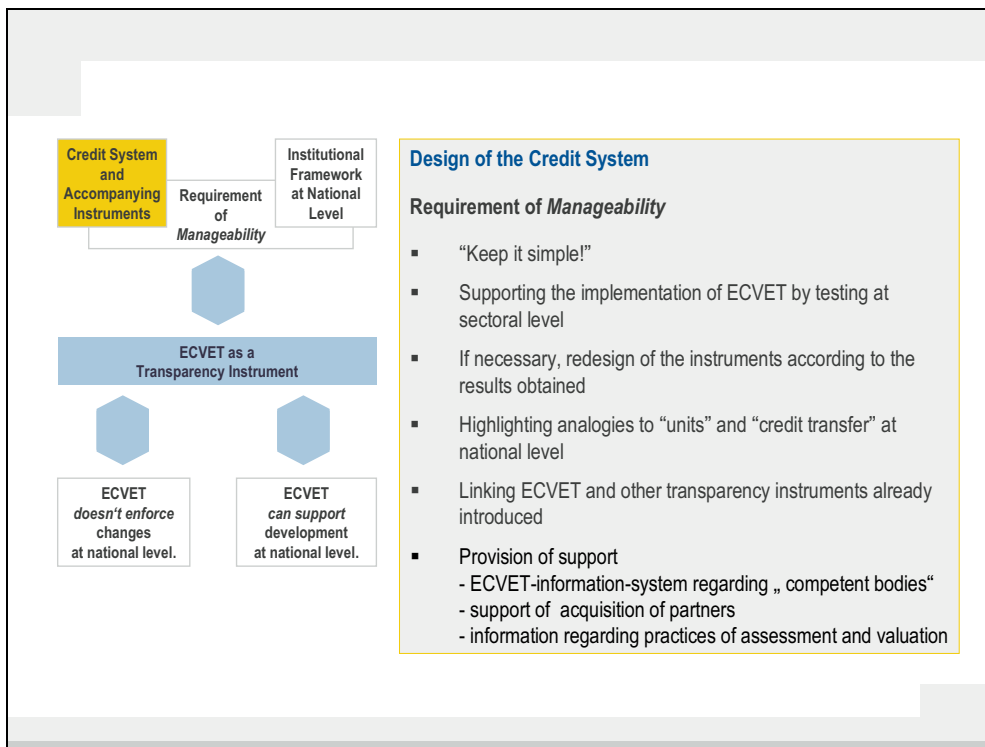 Credit System
and
Accompanying
Instruments
Requirement
of
Manageability
Institutional
Framework
at National
Level
ECVET as a
Transparency Instrument
ECVET
doesn't enforce
changes
at national level.
ECVET
can support
development
at national level.
Design of the Credit System
Requirement of Manageability
▪ “Keep it simple!”
▪ Supporting the implementation of ECVET by testing at
sectoral level
▪ If necessary, redesign of the instruments according to the
results obtained
▪ Highlighting analogies to “units” and “credit transfer” at
national level
▪ Linking ECVET and other transparency instruments already
introduced
▪ Provision of support
- ECVET-information-system regarding „ competent bodies“
- support of acquisition of partners
- information regarding practices of assessment and valuation